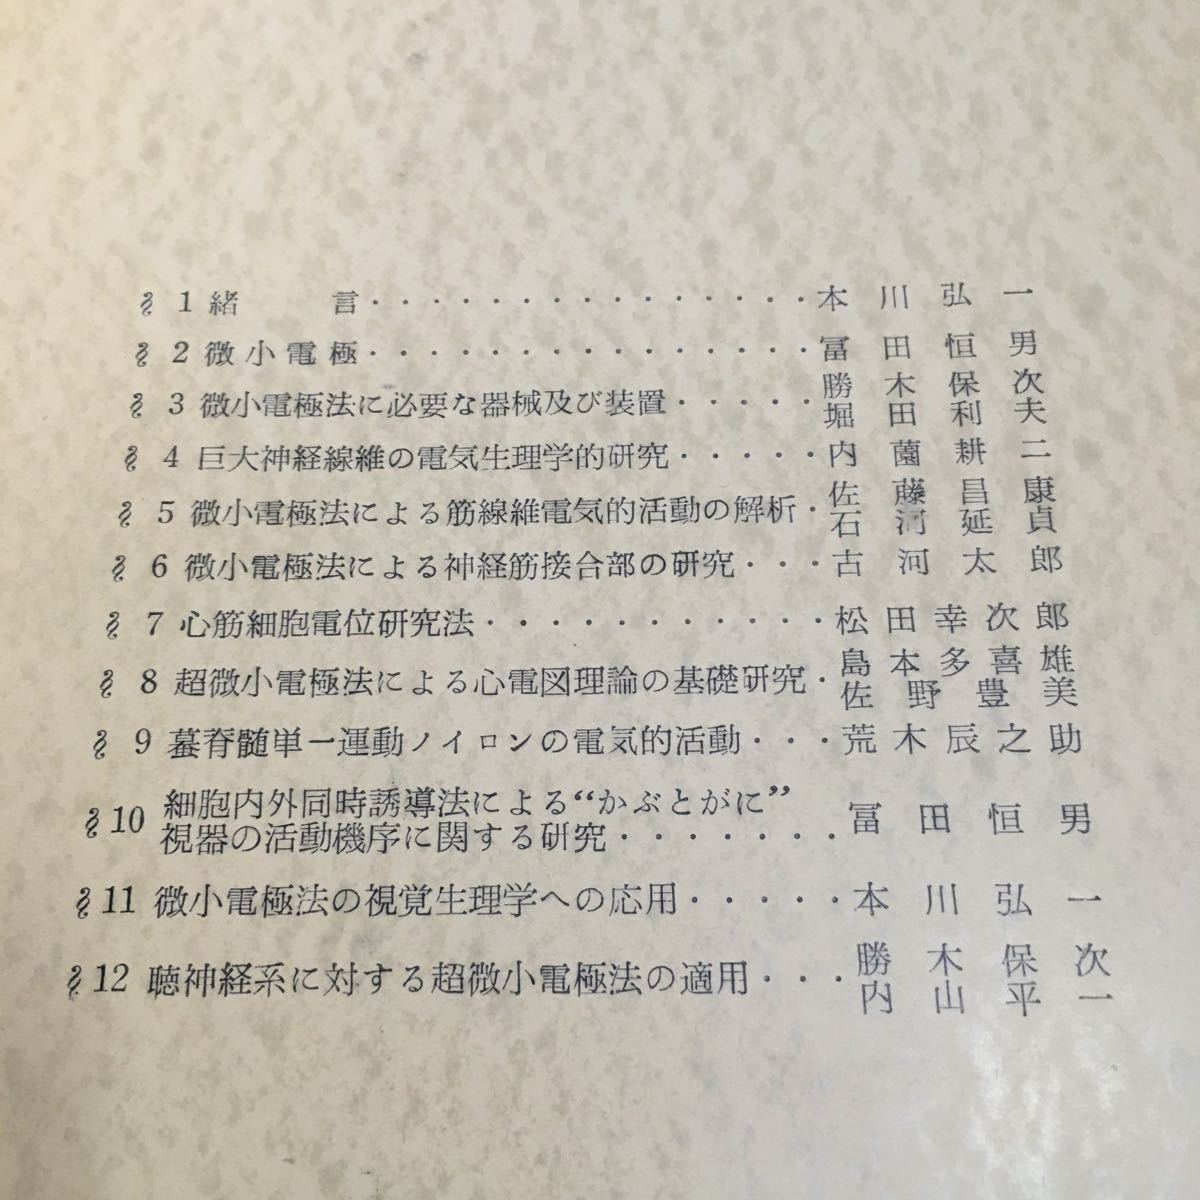 § 1 緒言・・・・・・・・・・・・・・・本川弘一
§ 2 微小電極・・・・・・・・・・・・・・・冨田恒男
§ 3 微小電極法に必要な器械及び装置・・・・・勝木保次
堀田利夫
§ 4 巨大神経線維の電気生理学的研究・・・・・内薗耕二
§ 5 微小電極法による筋線維電気的活動の解析・佐藤昌康
石河延貞
§ 6 微小電極法による神経筋接合部の研究・・・古河太郎
§ 7 心筋細胞電位研究法・・・・・・・・・・・松田幸次郎
§ 8 超微小電極法による心電図理論の基礎研究・島本多喜雄
佐野豊美
§ 9 蟇脊髄単一運動ノイロンの電気的活動・・・荒木辰之助
§10 細胞内外同時誘導法による“かぶとがに”
視器の活動機序に関する研究・・・・・・・冨田恒男
§11 微小電極法の視覚生理学への応用・・・・・本川弘一
§12 聴神経系に対する超微小電極法の適用・・・勝木保次
内山平一